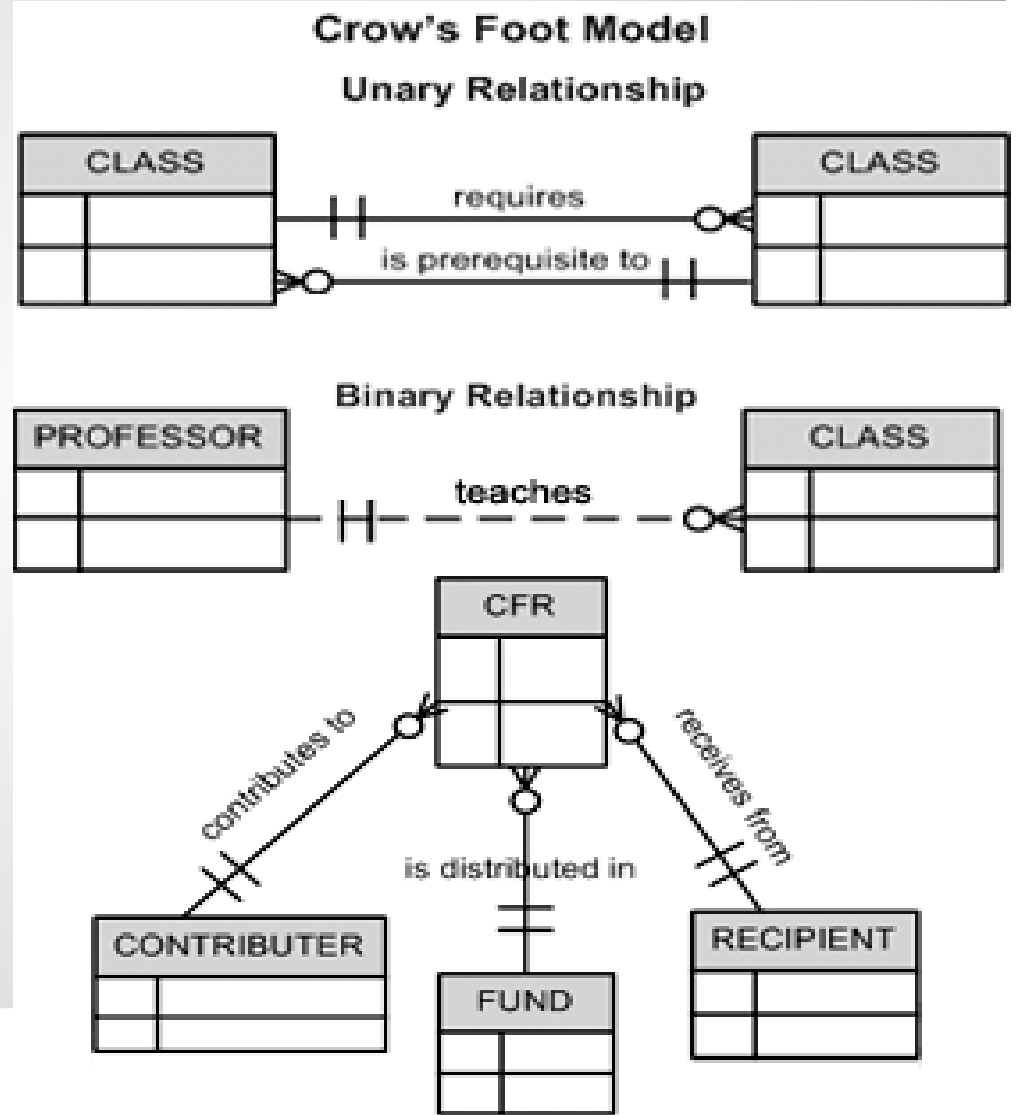 Crow's Foot Model
Unary Relationship
CLASS
CLASS
requires
is prerequisite to
Binary Relationship
PROFESSOR
CLASS
teaches
CFR
contributes to
receives from
is distributed in
CONTRIBUTER
FUND
RECIPIENT